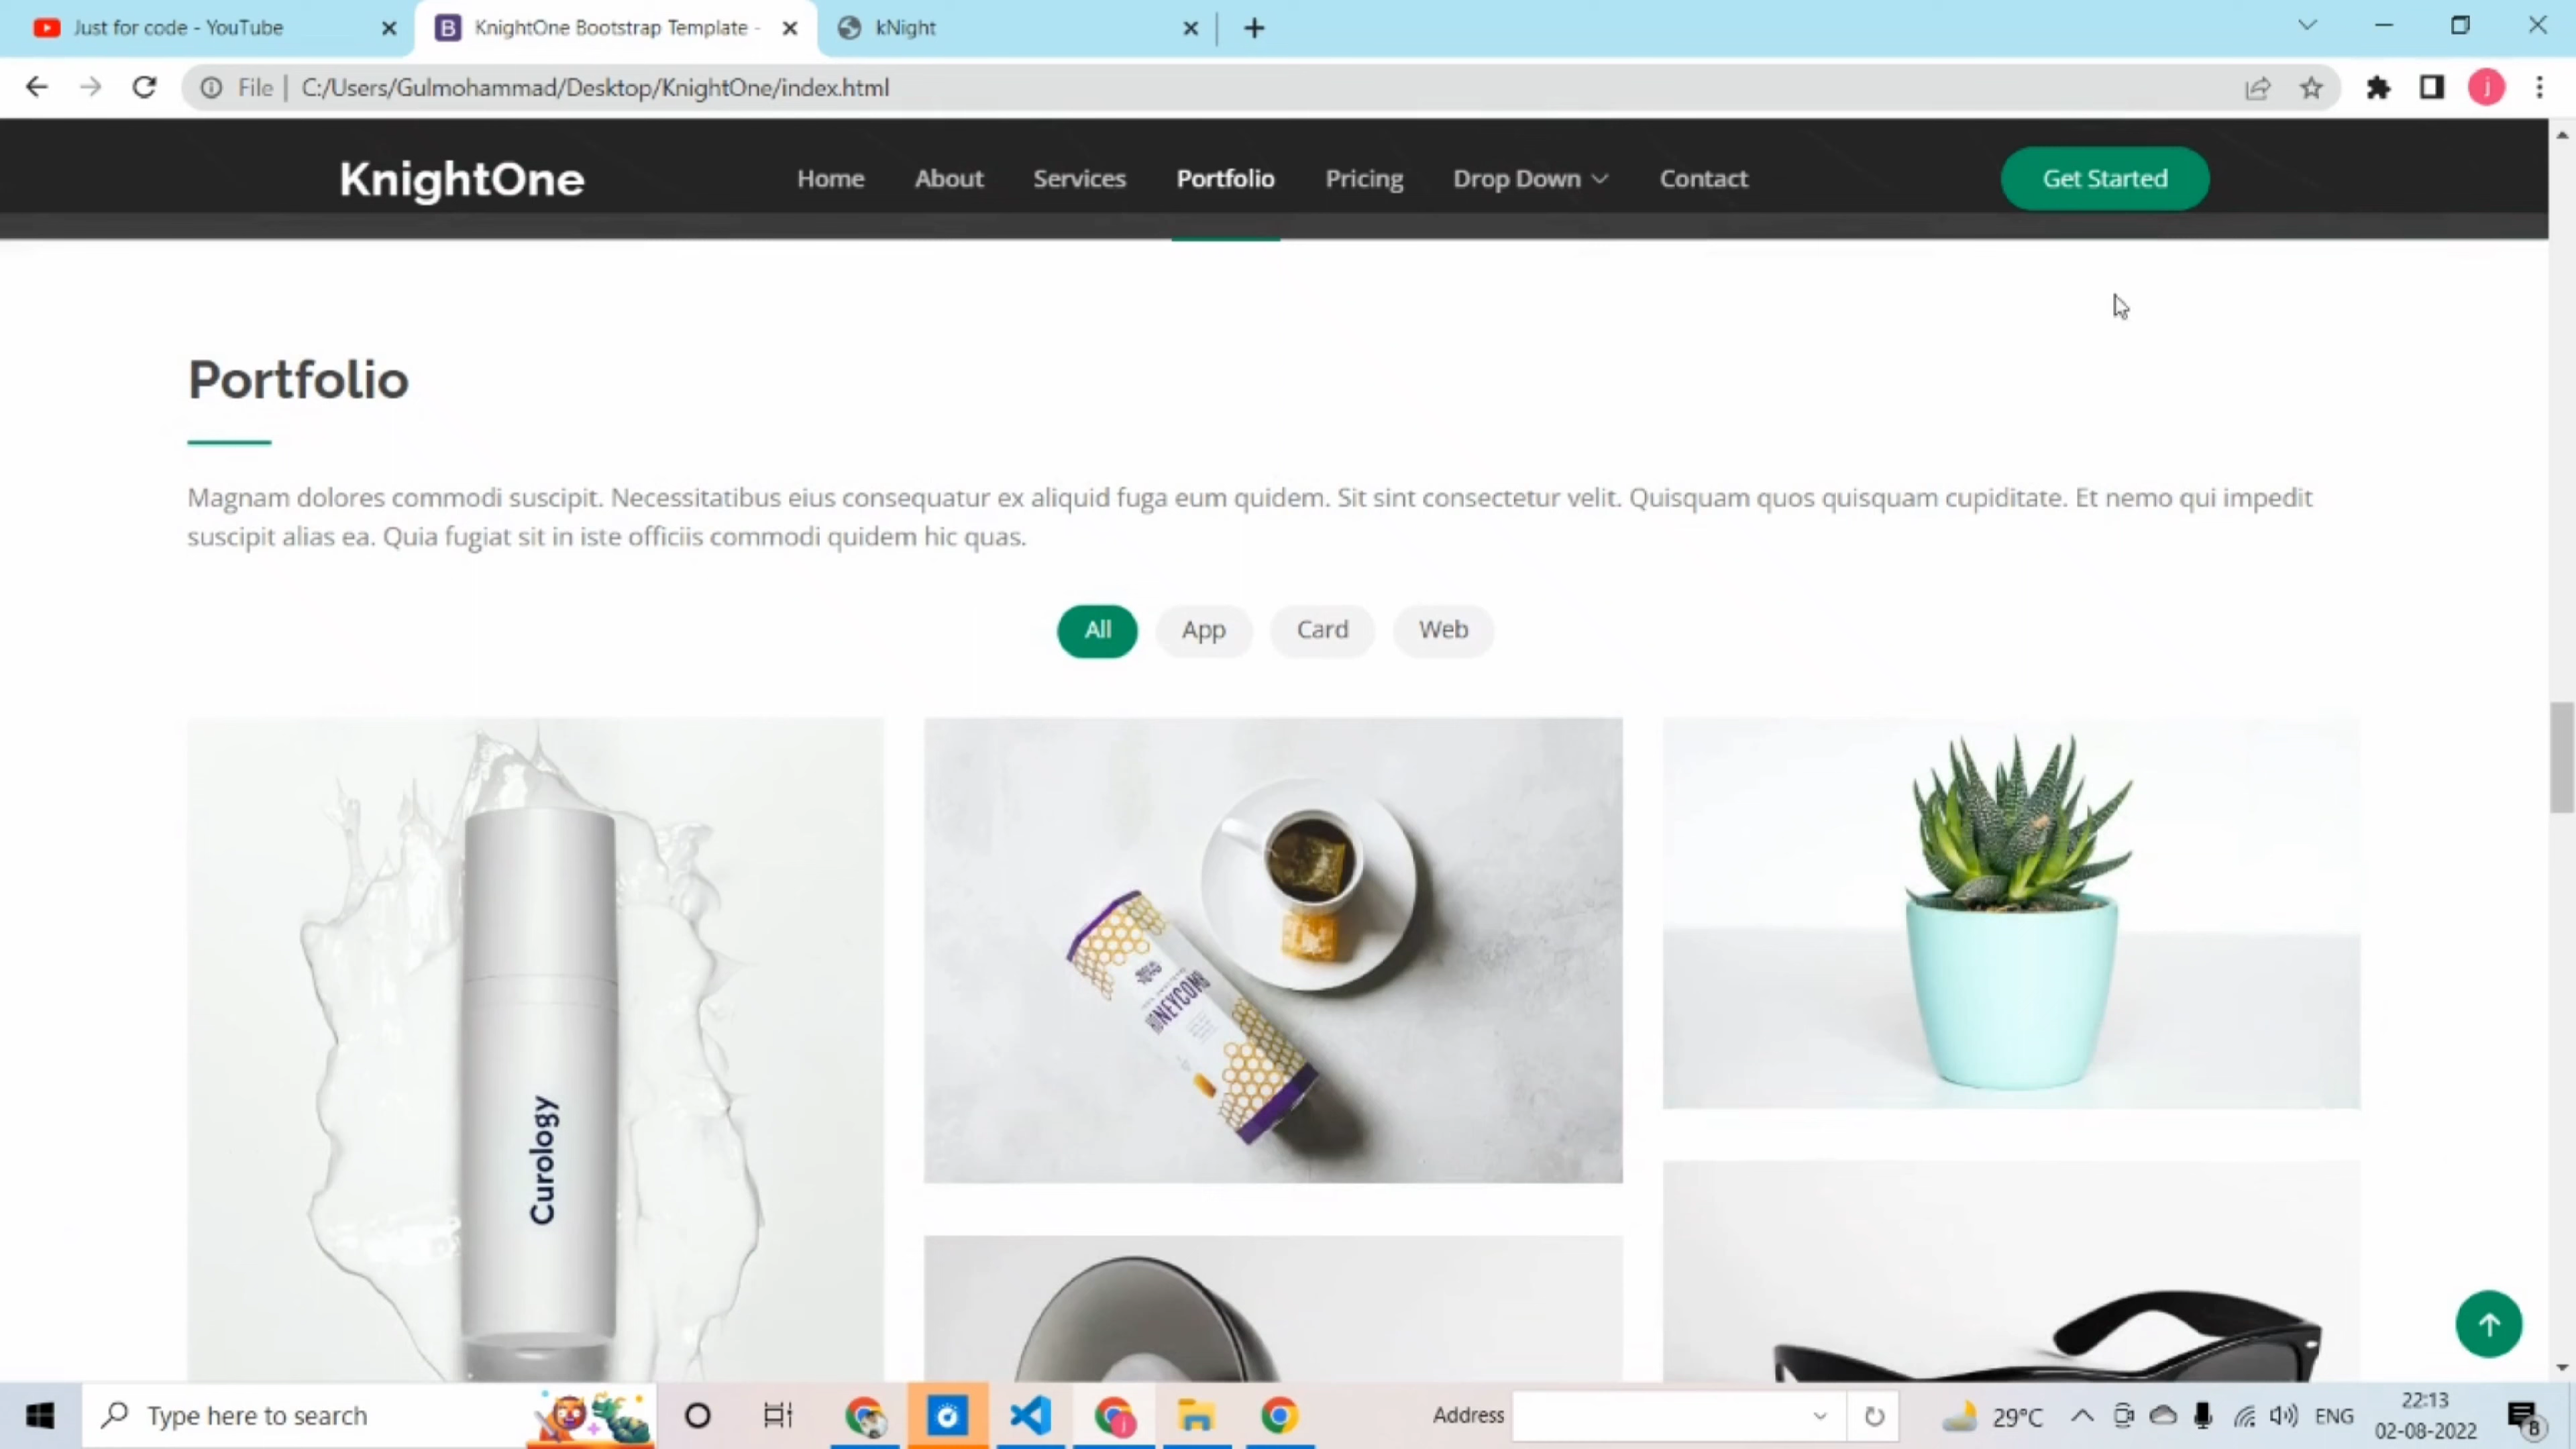 Just for code - YouTube
KnightOne Bootstrap Template -
kNight
File
C:/Users/Gulmohammad/Desktop/KnightOne/index.html
j
KnightOne
Home
About
Services
Portfolio
Pricing
Drop Down
Contact
Get Started
Portfolio
Magnam dolores commodi suscipit. Necessitatibus eius consequatur ex aliquid fuga eum quidem. Sit sint consectetur velit. Quisquam quos quisquam cupiditate. Et nemo qui impedit
suscipit alias ea. Quia fugiat sit in iste officiis commodi quidem hic quas.
All
App
Card
Web
Curology
HONEYCOMB
Type here to search
Address
29°C
ENG
22:13
02-08-2022
8